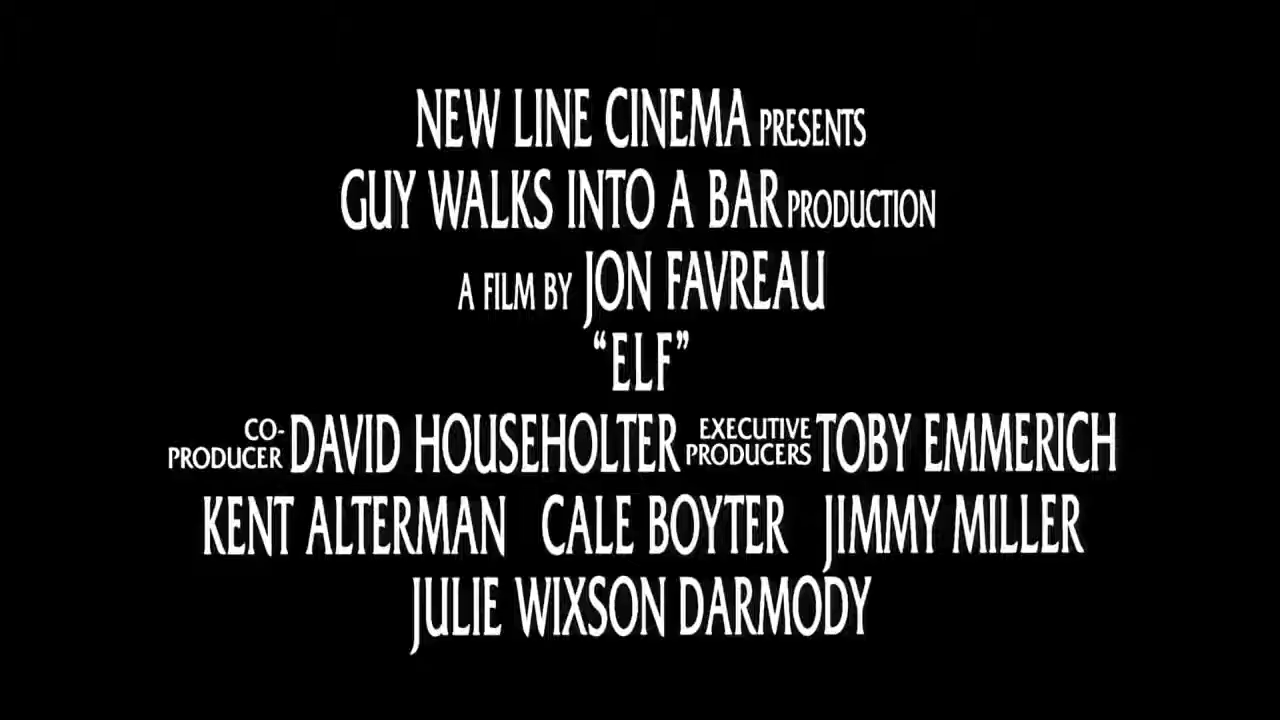 NEW LINE CINEMA PRESENTS
GUY WALKS INTO A BAR PRODUCTION
A FILM BY JON FAVREAU
“ELF”
CO-PRODUCER DAVID HOUSEHOLTER EXECUTIVE PRODUCERS TOBY EMMERICH
KENT ALTERMAN CALE BOYTER JIMMY MILLER
JULIE WIXSON DARMODY